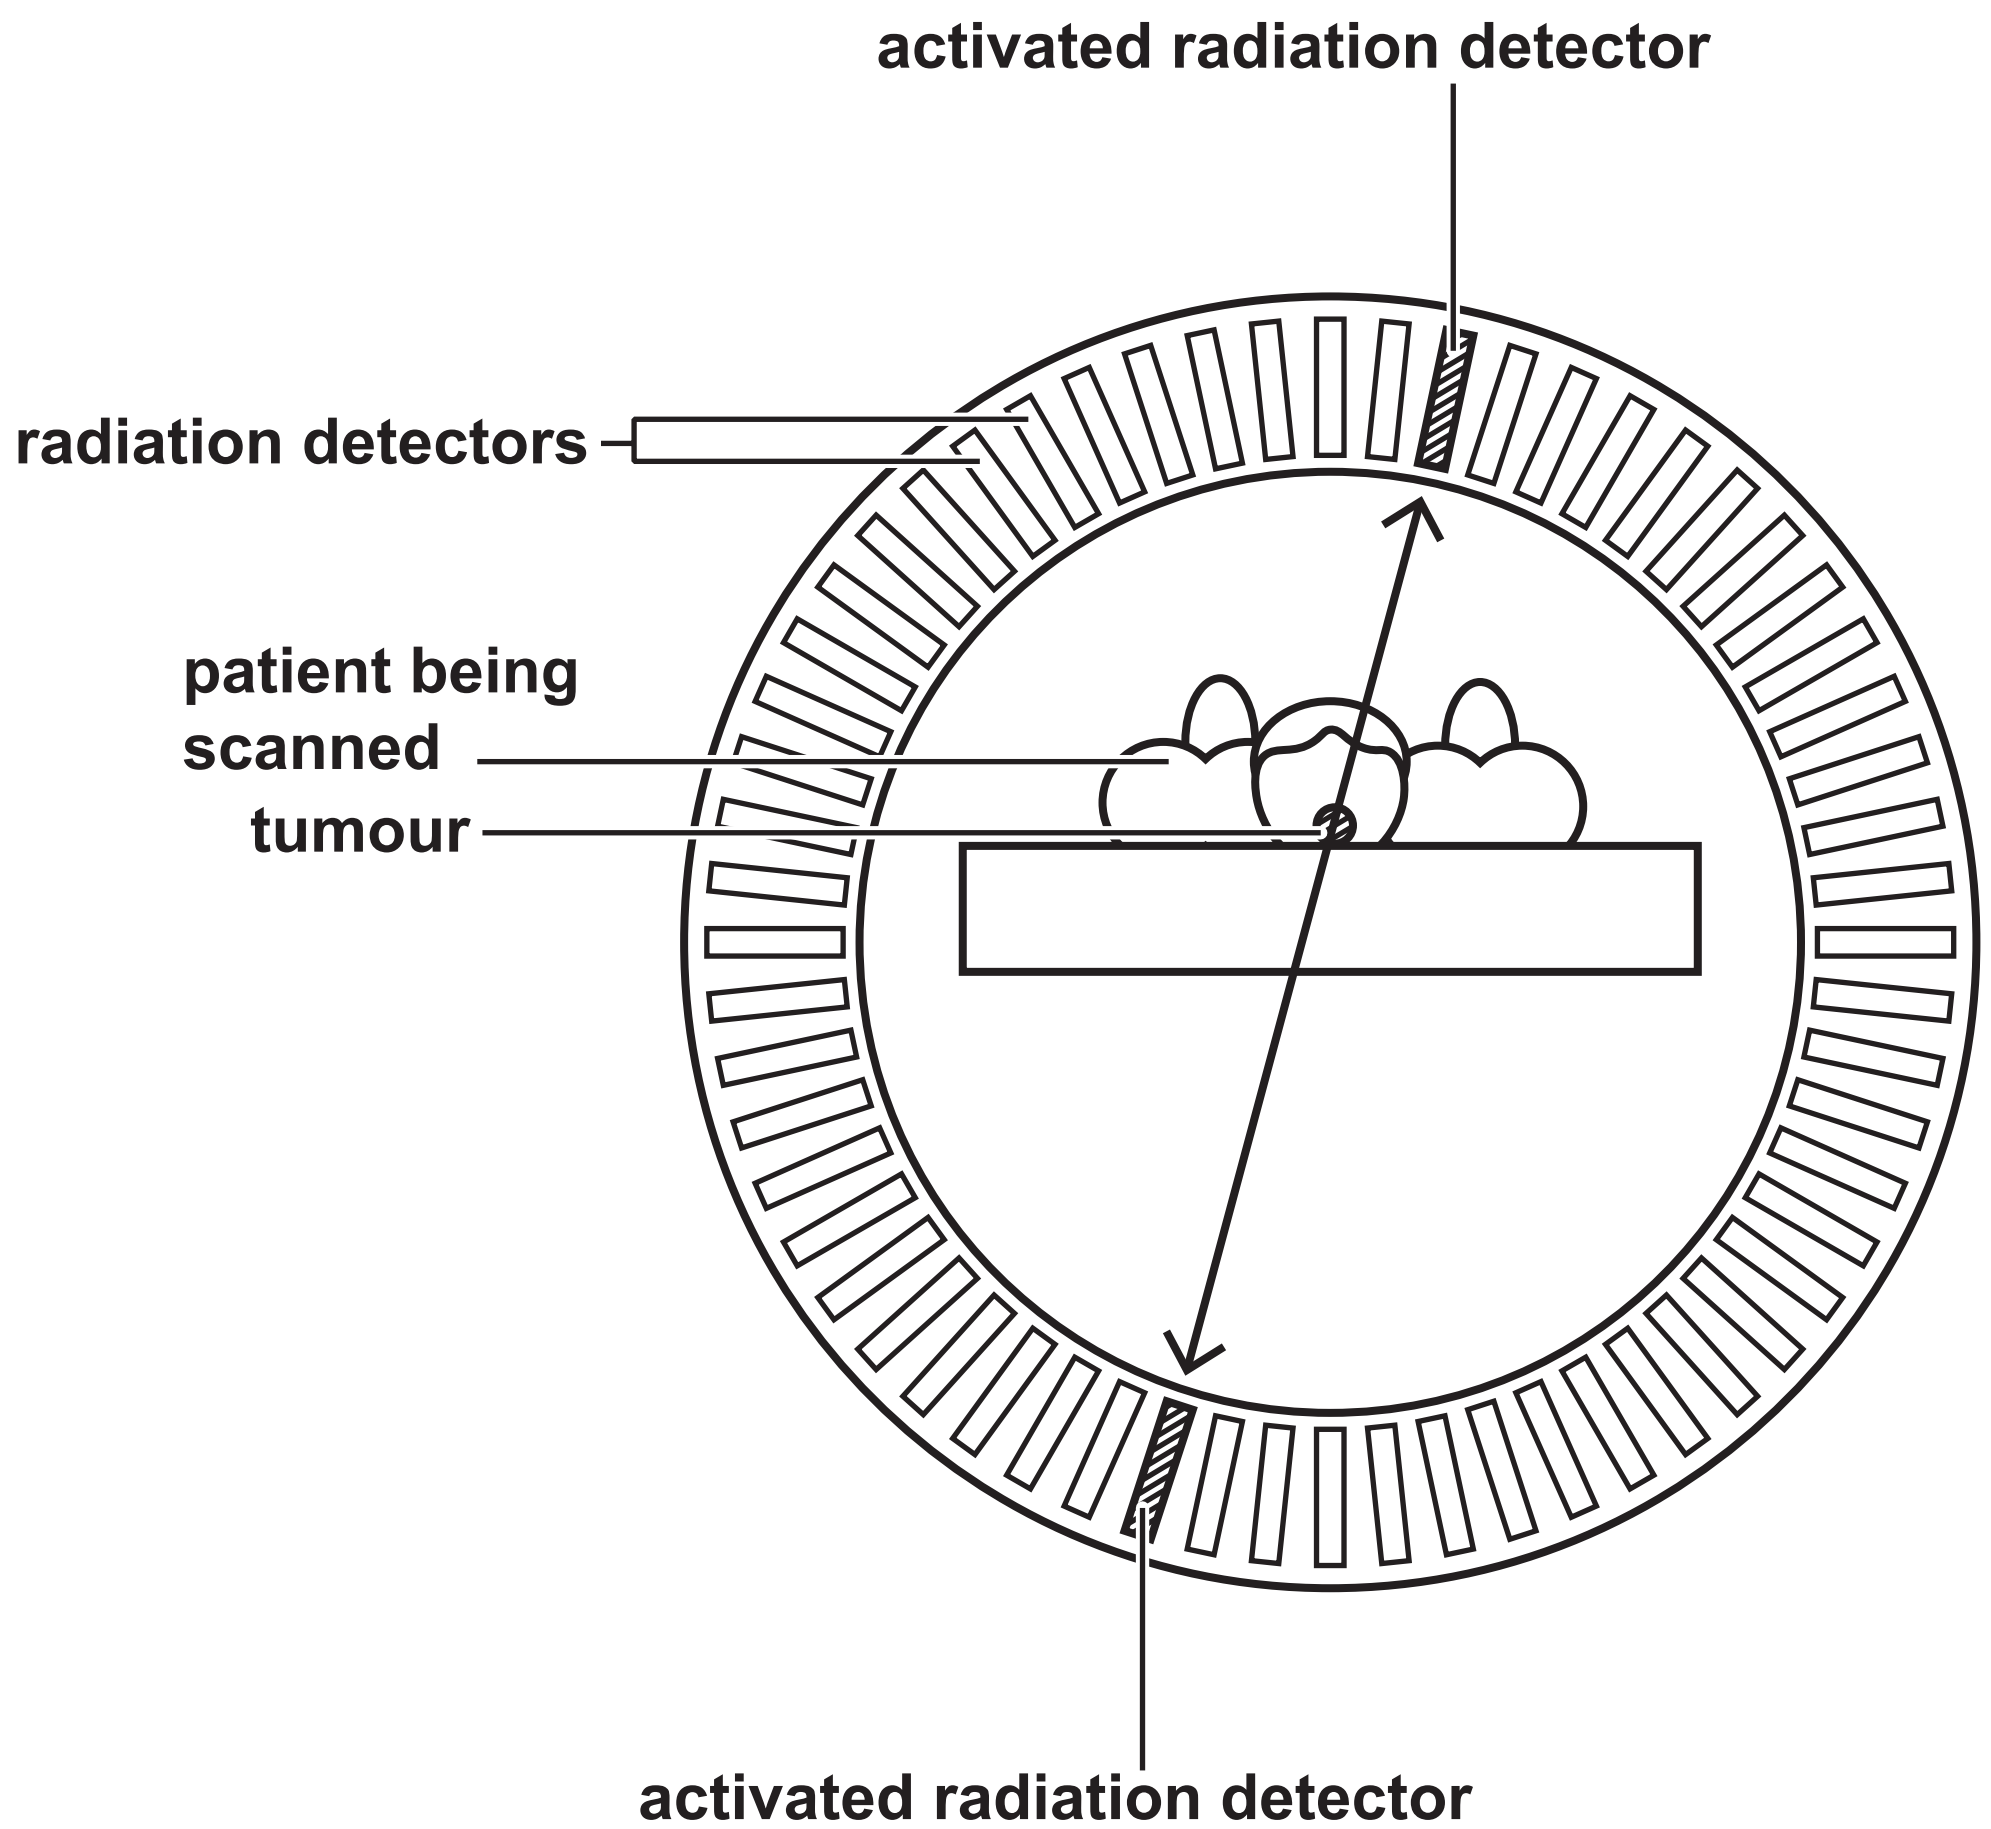 activated radiation detector
radiation detectors
patient being
scanned
tumour
activated radiation detector